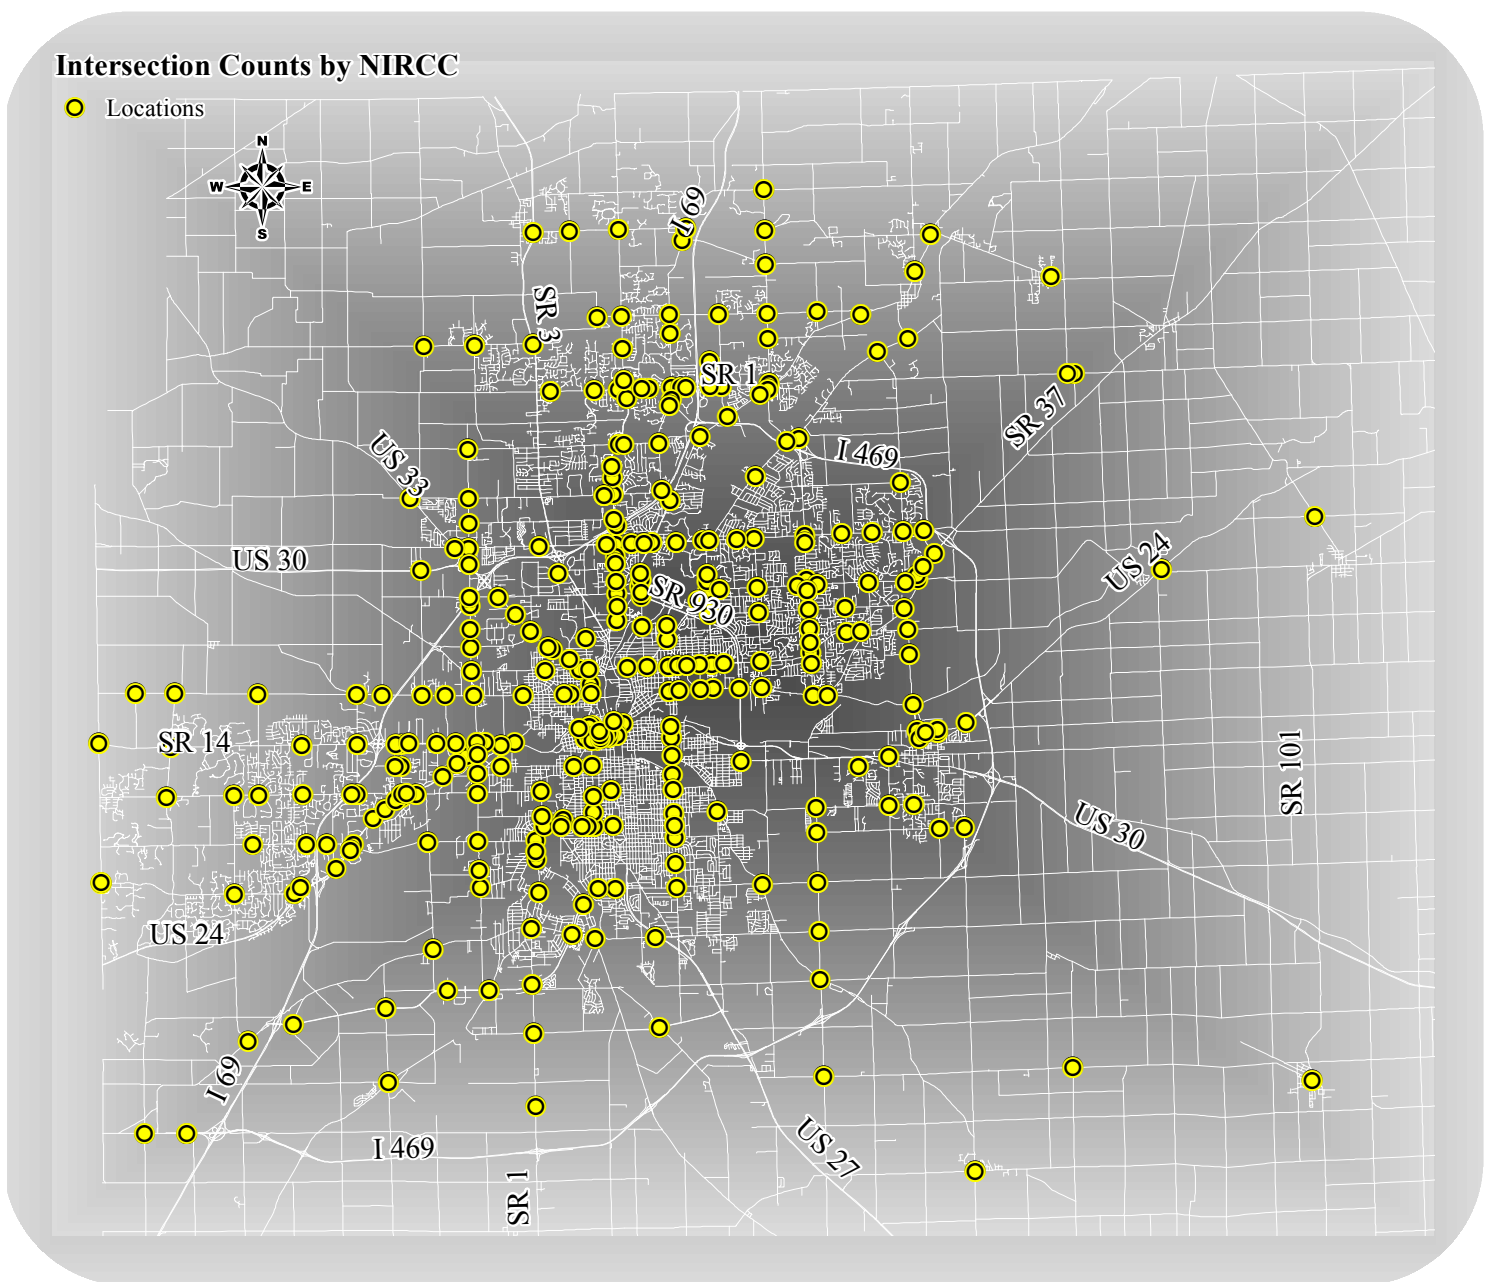 Intersection Counts by NIRCC
Locations
N
W E
S
I 69
SR 3
SR 1
SR 37
US 33
I 469
US 30
US 24
SR 930
SR 14
SR 101
US 30
US 24
I 69
I 469
US 27
SR 1